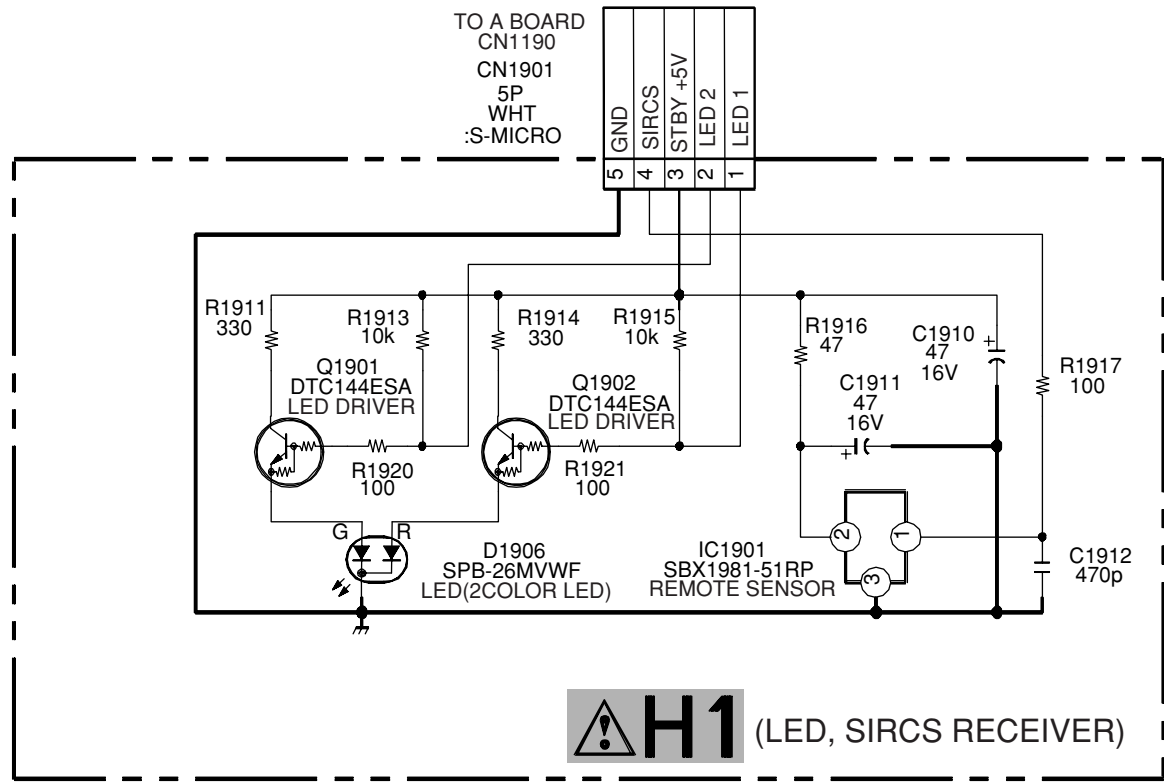 TO A BOARD
CN1190
CN1901
5P
WHT
:S-MICRO
GND
SIRCS
STBY +5V
LED 2
LED 1
5
4
3
2
1
R1911
330
R1913
10k
R1914
330
R1915
10k
R1916
47
C1910
47
16V
+
R1917
100
Q1901
DTC144ESA
LED DRIVER
Q1902
DTC144ESA
LED DRIVER
C1911
47
16V
+
R1920
100
R1921
100
G
R
D1906
SPB-26MVWF
LED(2COLOR LED)
IC1901
SBX1981-51RP
REMOTE SENSOR
2
1
3
C1912
470p
! H1 (LED, SIRCS RECEIVER)